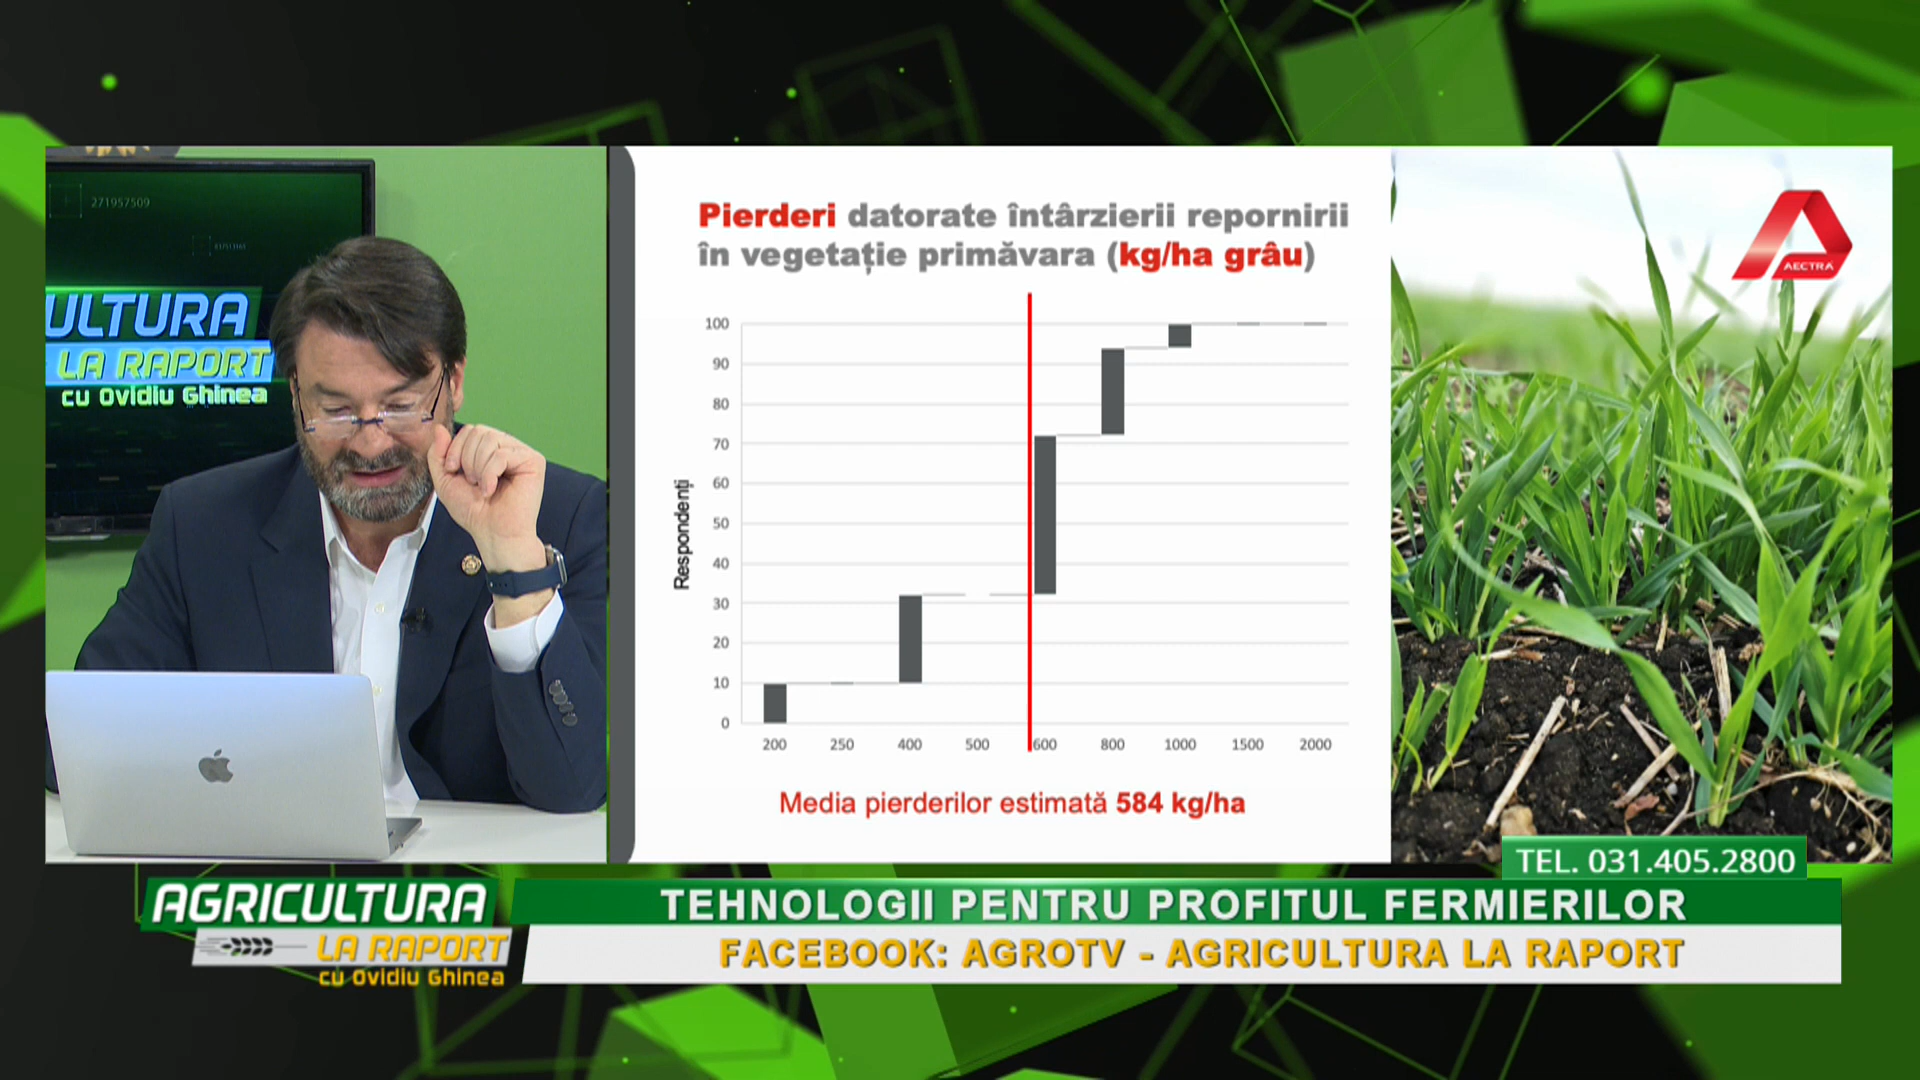 271957509
ULTURA
LA RAPORT
cu Ovidiu Ghinea
Pierderi datorate întârzierii repornirii
în vegetație primăvara (kg/ha grâu)
AECTRA
Respondenți
100
90
80
70
60
50
40
30
20
10
0
200 250 400 500 600 800 1000 1500 2000
Media pierderilor estimată 584 kg/ha
TEL. 031.405.2800
AGRICULTURA
LA RAPORT
cu Ovidiu Ghinea
TEHNOLOGII PENTRU PROFITUL FERMIERILOR
FACEBOOK: AGROTV - AGRICULTURA LA RAPORT